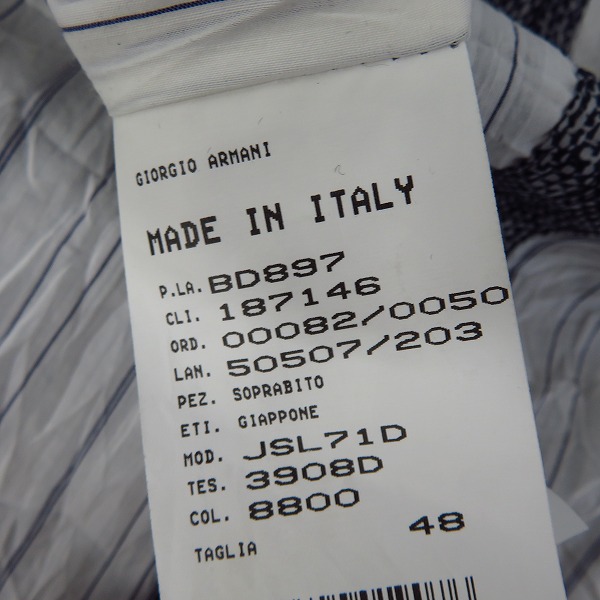 GIORGIO ARMANI
MADE IN ITALY
P.LA. BD897
CLI. 187146
ORD. 00082/0050
LAN. 50507/203
PEZ. SOPRABITO
ETI. GIAPPONE
MOD. JSL71D
TES. 3908D
COL. 8800
TAGLIA 48